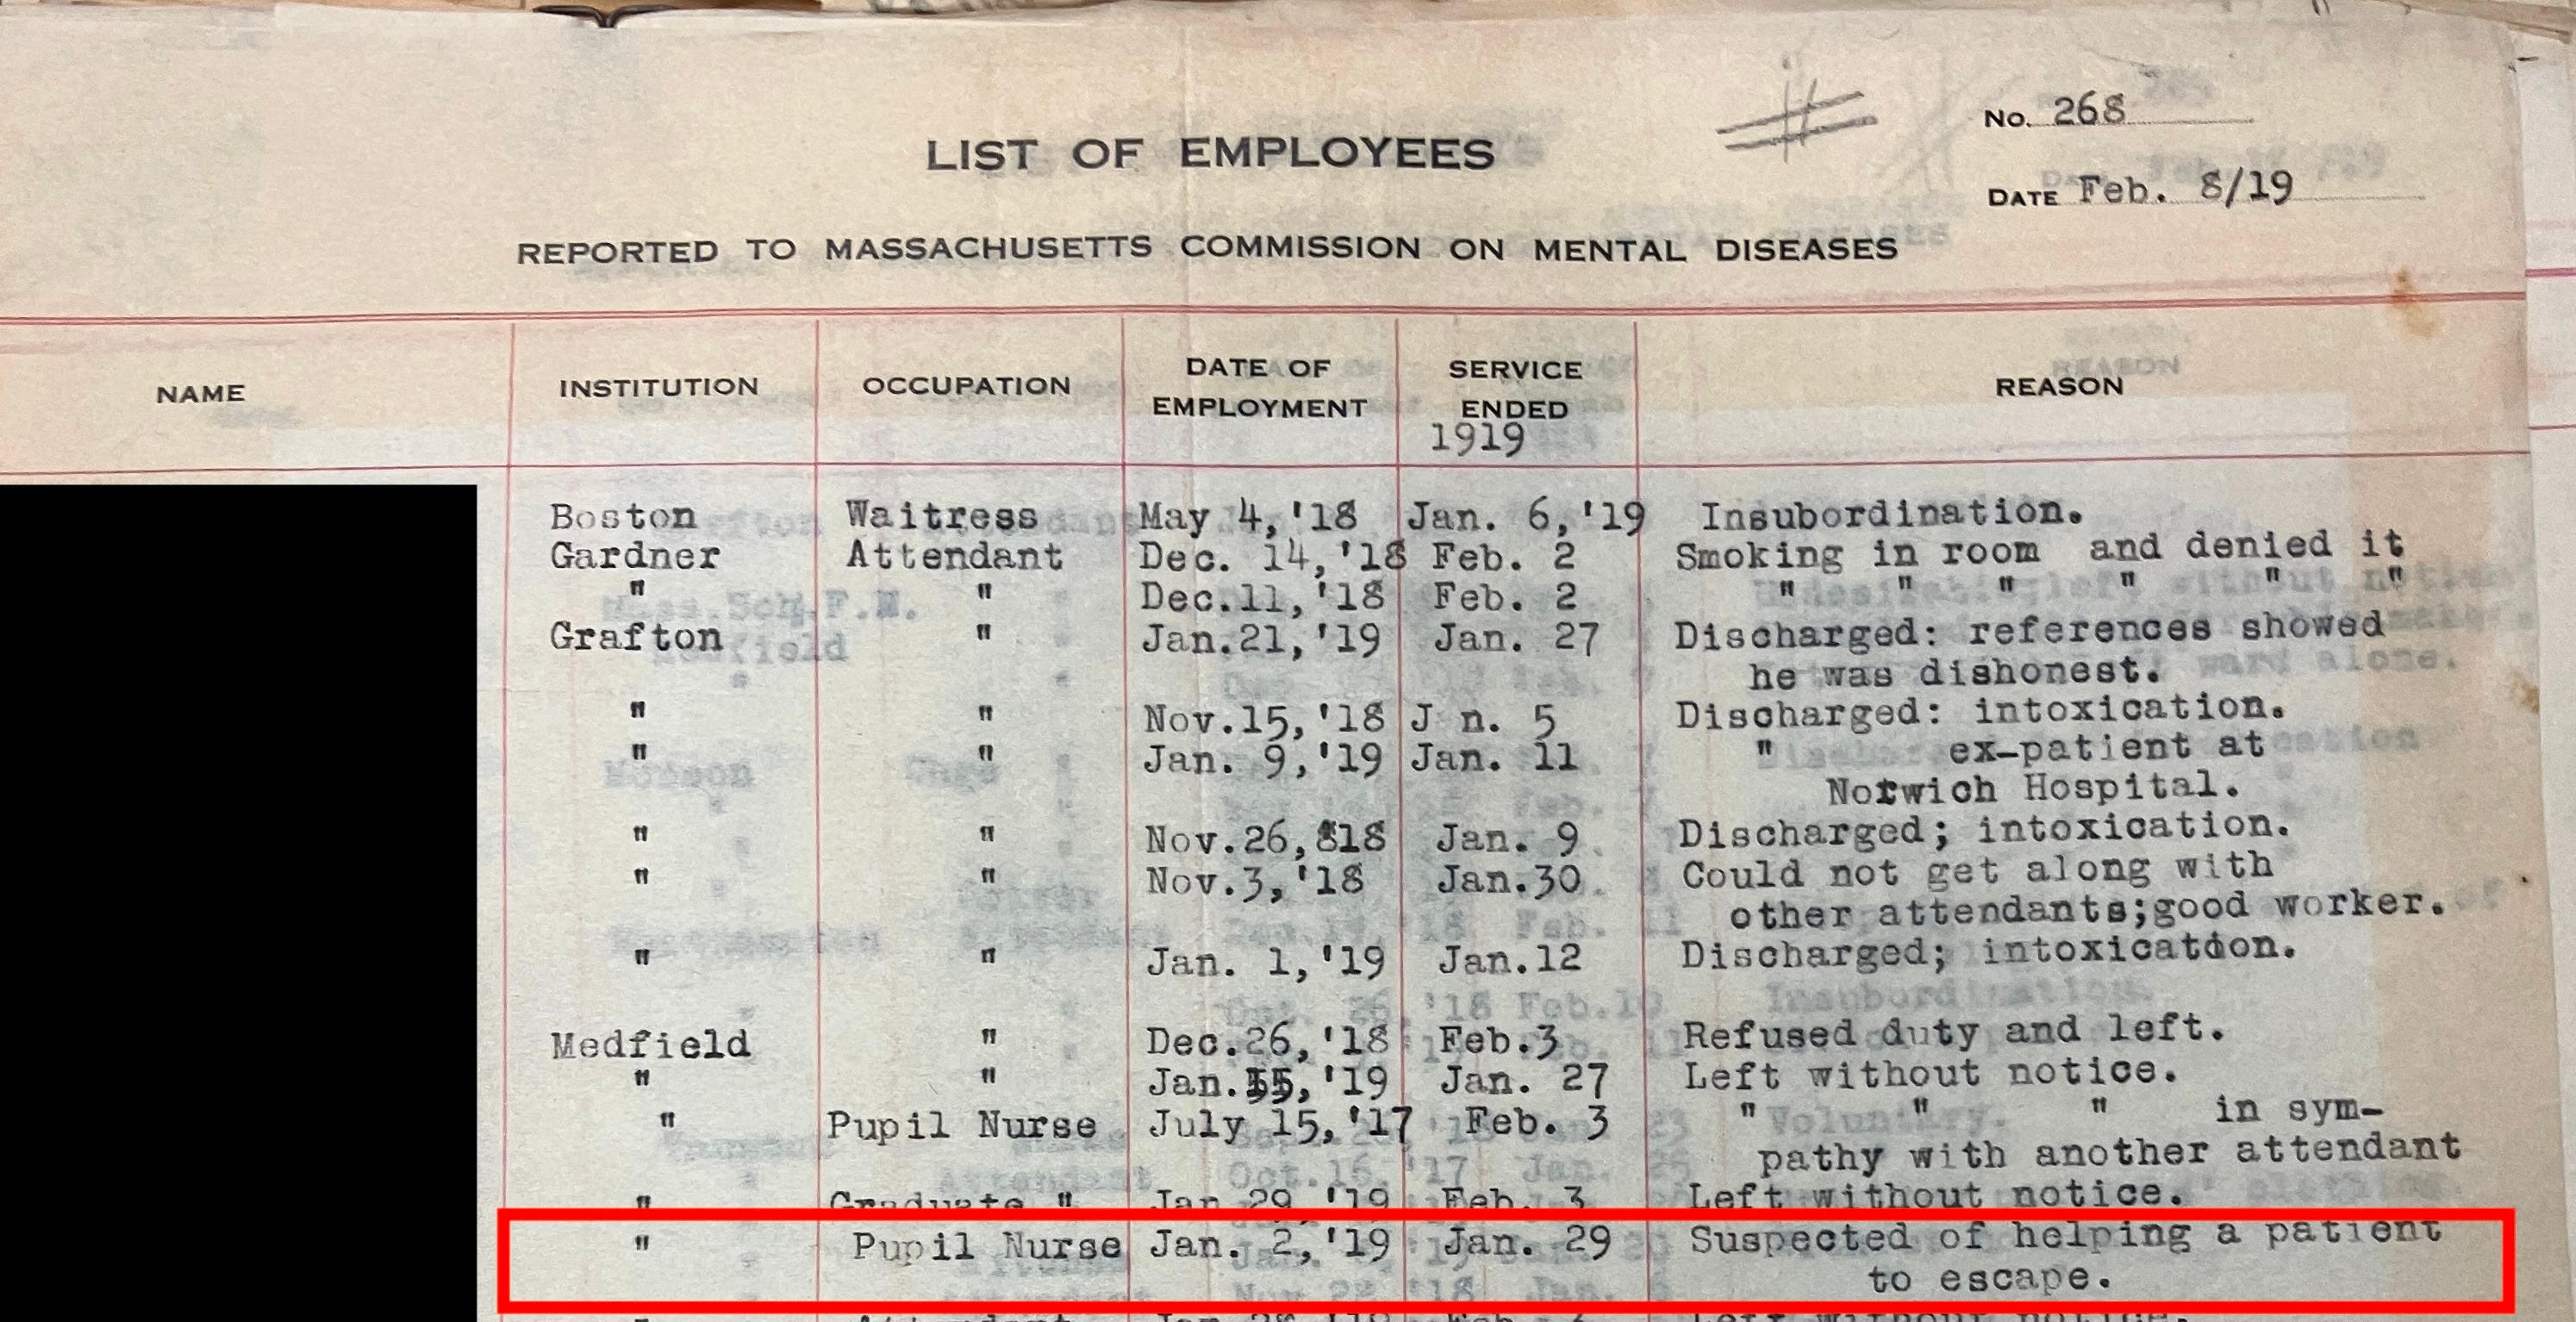 No. 268
LIST OF EMPLOYEES
DATE Feb. 8/19
REPORTED TO MASSACHUSETTS COMMISSION ON MENTAL DISEASES
NAME INSTITUTION OCCUPATION DATE OF EMPLOYMENT SERVICE ENDED REASON
1919
Boston Waitress May 4,'18 Jan. 6,'19 Insubordination.
Gardner Attendant Dec. 14,'18 Feb. 2 Smoking in room and denied it
" " Dec.11,'18 Feb. 2 " " " " " "
Grafton " Jan.21,'19 Jan. 27 Discharged: references showed
he was dishonest.
" " Nov.15,'18 J n. 5 Discharged: intoxication.
" " Jan. 9,'19 Jan. 11 " ex-patient at
Norwich Hospital.
" " Nov.26,818 Jan. 9 Discharged; intoxication.
" " Nov.3,'18 Jan.30 Could not get along with
other attendants;good worker.
" " Jan. 1,'19 Jan.12 Discharged; intoxication.
Medfield " Dec.26,'18 Feb.3 Refused duty and left.
" " Jan. '19 Jan. 27 Left without notice.
" Pupil Nurse July 15,'17 Feb. 3 " " " in sym-
pathy with another attendant
" Graduate " Jan 29,'19 Feb. 3 Left without notice.
" Pupil Nurse Jan. 2,'19 Jan. 29 Suspected of helping a patient
to escape.